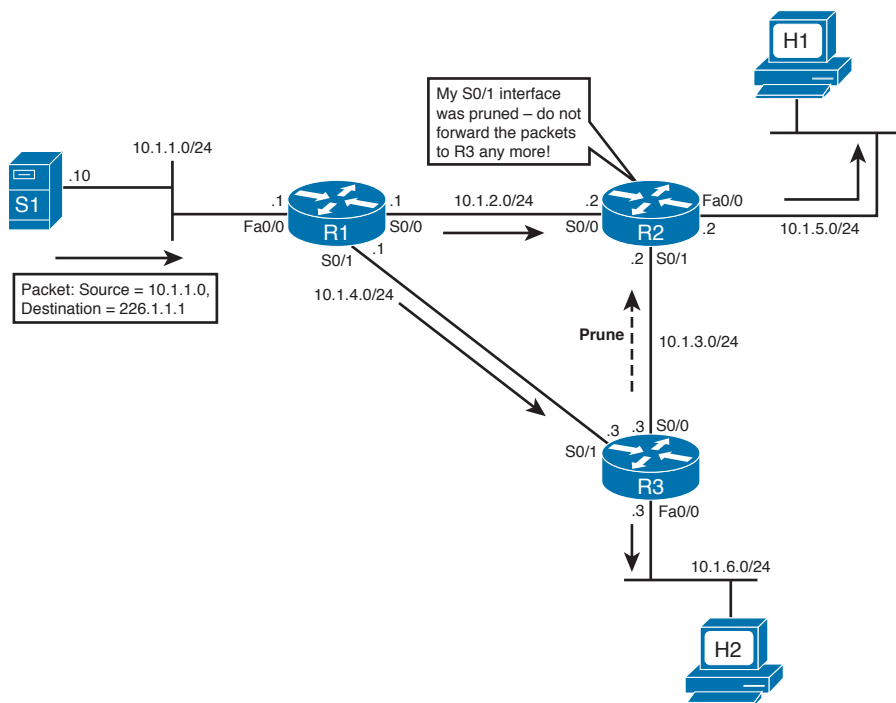 H1
My S0/1 interface
was pruned – do not
forward the packets
to R3 any more!
10.1.1.0/24
.10
S1
.1
Fa0/0
R1
.1
S0/0
10.1.2.0/24
.2
S0/0
R2
Fa0/0
.2
10.1.5.0/24
S0/1
.1
.2
S0/1
Packet: Source = 10.1.1.0,
Destination = 226.1.1.1
10.1.4.0/24
Prune
10.1.3.0/24
.3
S0/1
.3
S0/0
R3
.3
Fa0/0
10.1.6.0/24
H2